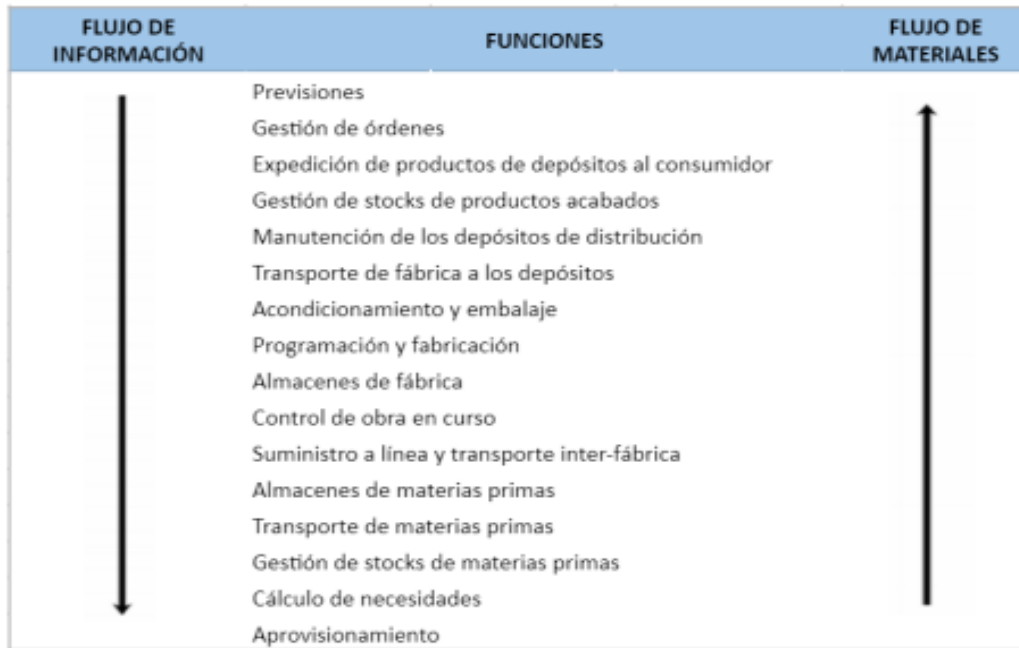 FLUJO DE
INFORMACIÓN
FUNCIONES
FLUJO DE
MATERIALES
Previsiones
Gestión de órdenes
Expedición de productos de depósitos al consumidor
Gestión de stocks de productos acabados
Manutención de los depósitos de distribución
Transporte de fábrica a los depósitos
Acondicionamiento y embalaje
Programación y fabricación
Almacenes de fábrica
Control de obra en curso
Suministro a línea y transporte inter-fábrica
Almacenes de materias primas
Transporte de materias primas
Gestión de stocks de materias primas
Cálculo de necesidades
Aprovisionamiento